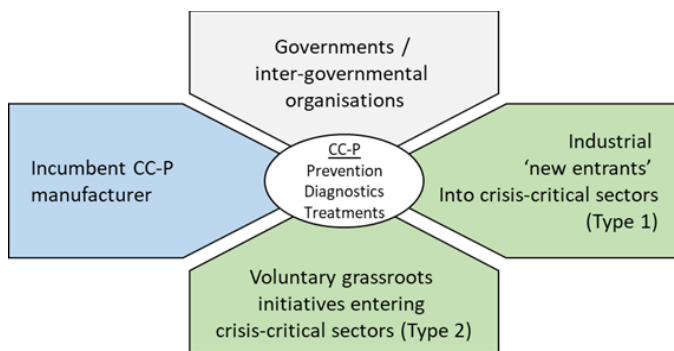 Governments /
inter-governmental
organisations
Incumbent CC-P
manufacturer
CC-P
Prevention
Diagnostics
Treatments
Industrial
‘new entrants’
Into crisis-critical sectors
(Type 1)
Voluntary grassroots
initiatives entering
crisis-critical sectors (Type 2)